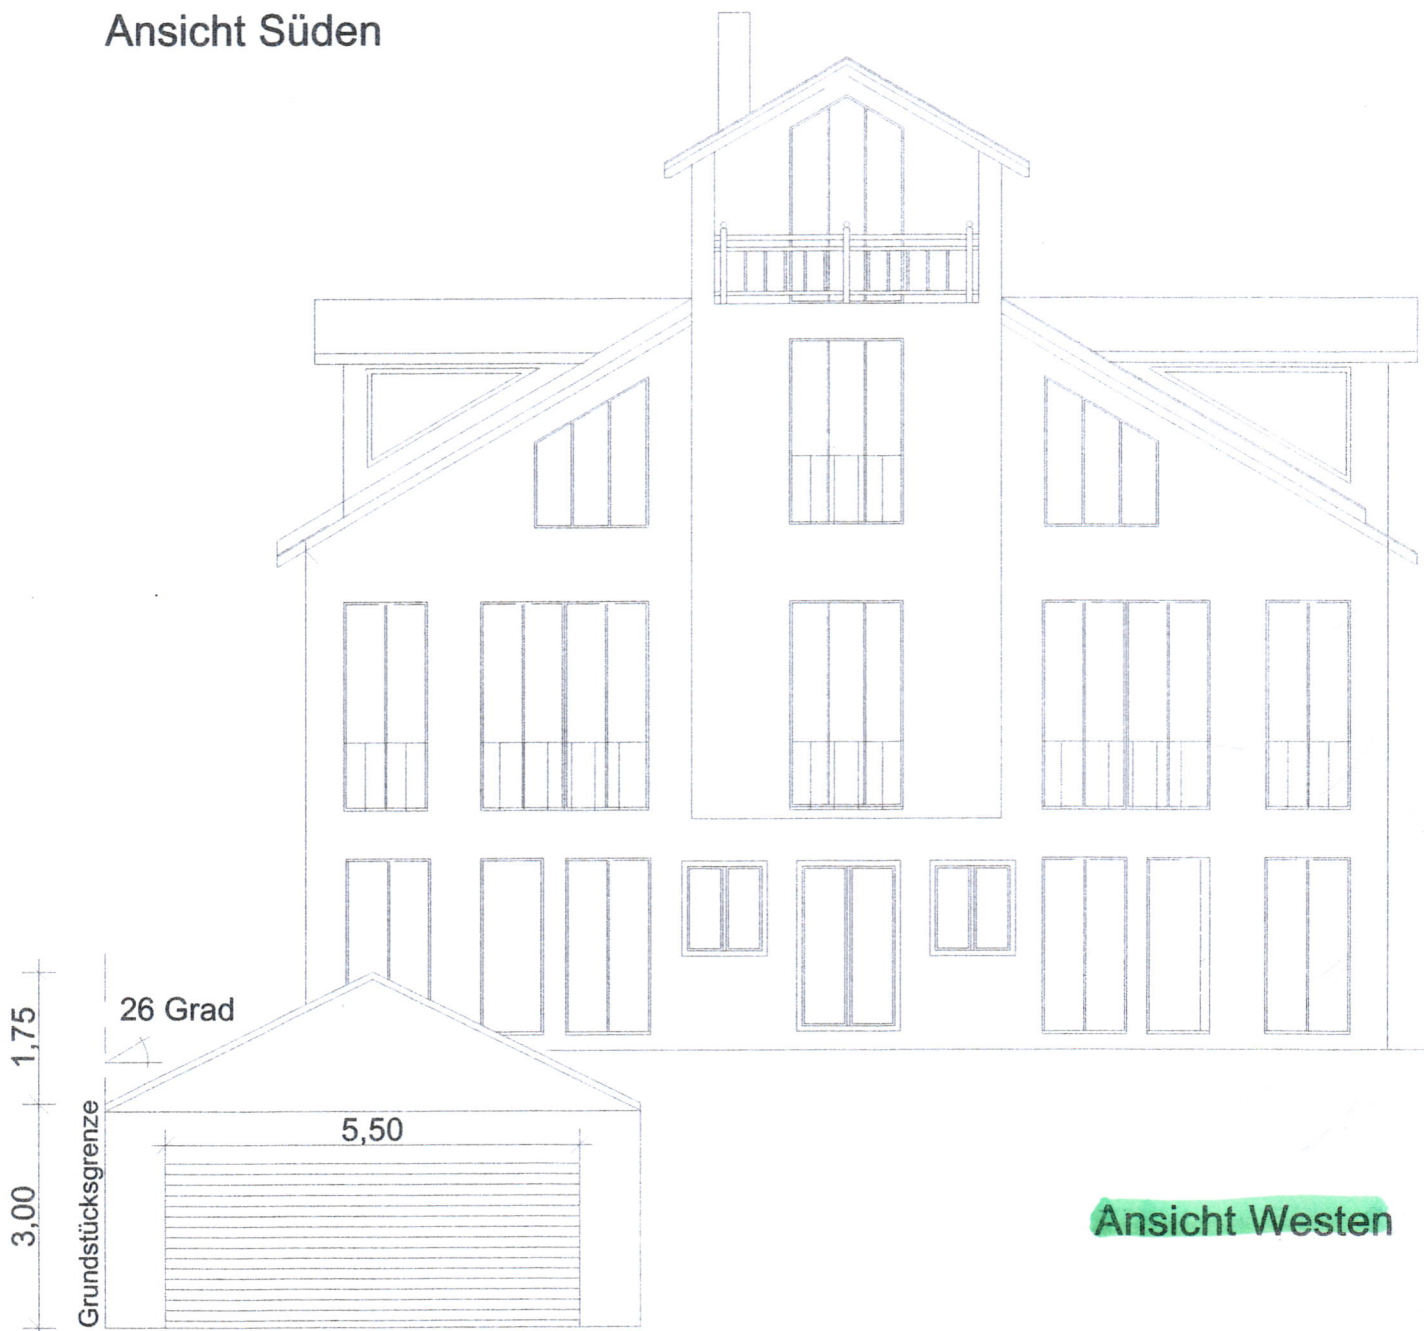 Ansicht Süden
26 Grad
1,75
3,00
Grundstücksgrenze
5,50
Ansicht Westen